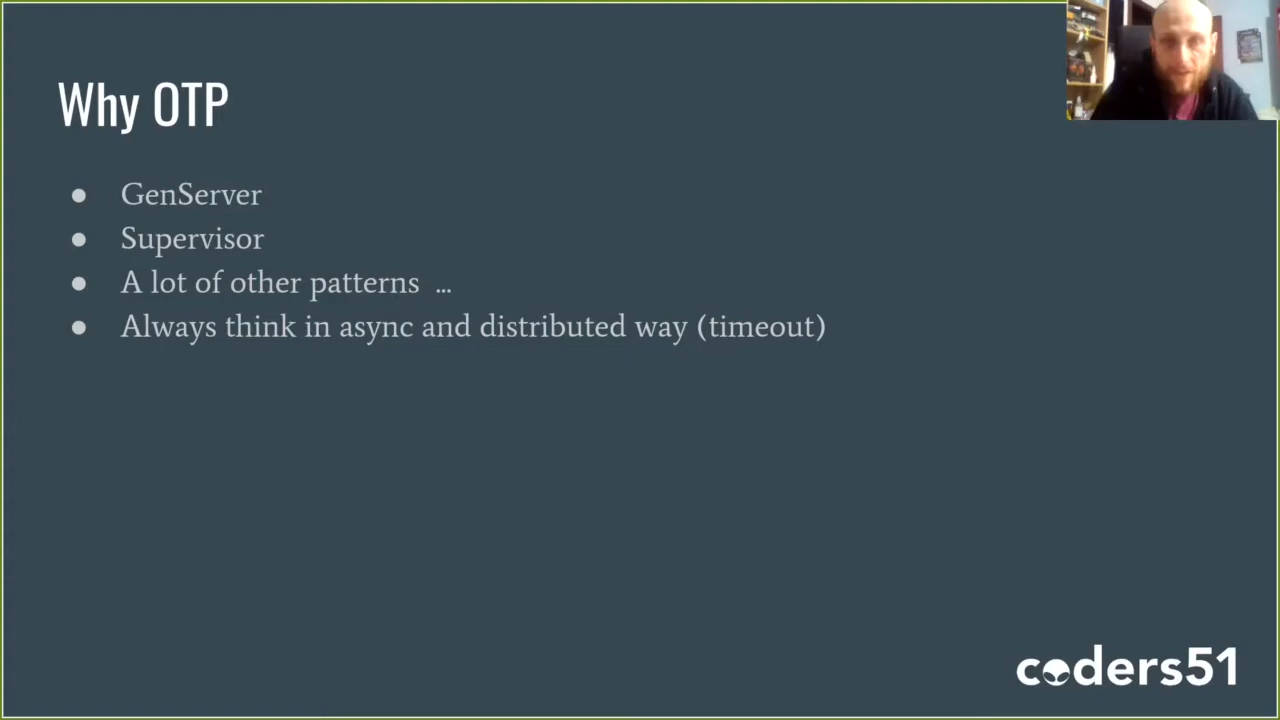 Why OTP
● GenServer
● Supervisor
● A lot of other patterns ...
● Always think in async and distributed way (timeout)
coders51